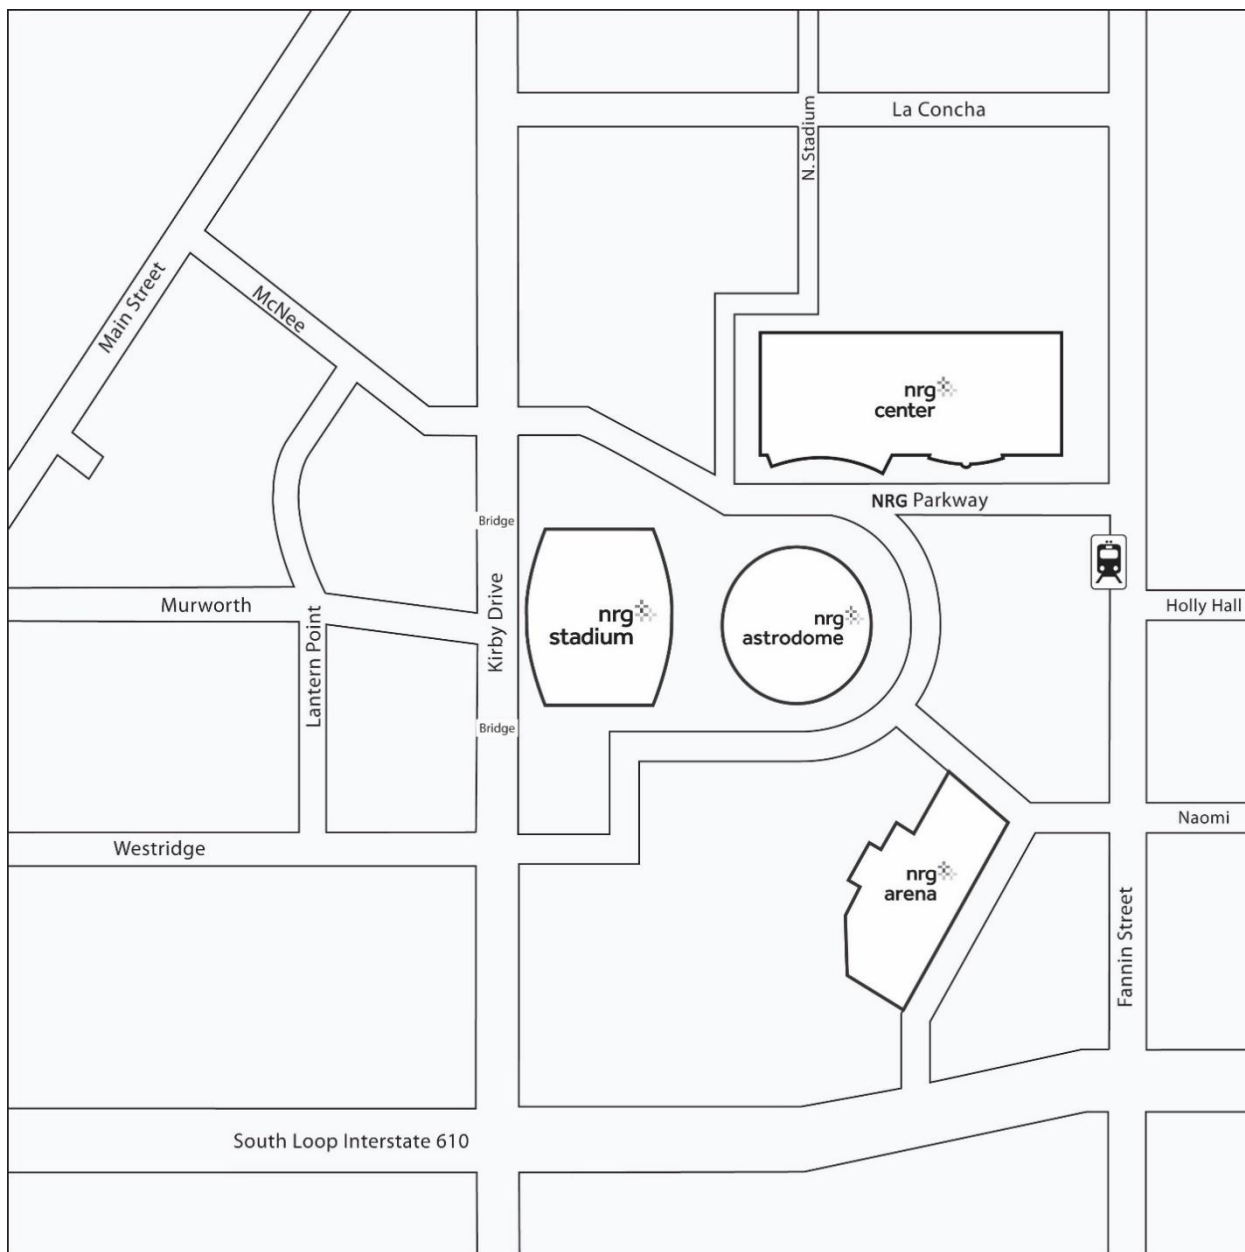 La Concha
N. Stadium
Main Street
McNee
nrg
center
NRG Parkway
Bridge
Kirby Drive
nrg
stadium
nrg
astrodome
Murworth
Holly Hall
Lantern Point
Bridge
Naomi
Westridge
nrg
arena
Fannin Street
South Loop Interstate 610